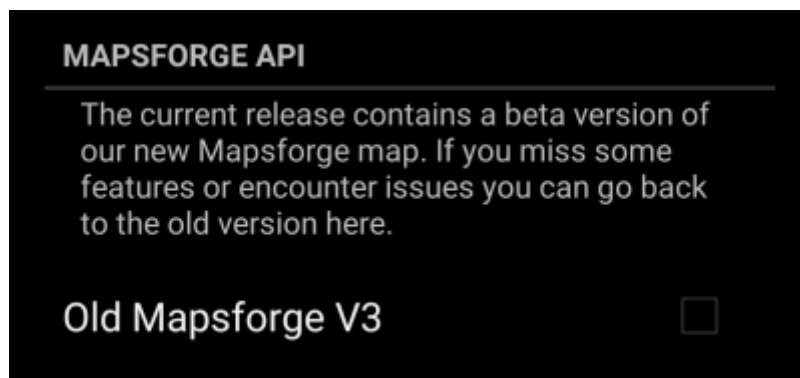 MAPSFORGE API
The current release contains a beta version of
our new Mapsforge map. If you miss some
features or encounter issues you can go back
to the old version here.
Old Mapsforge V3